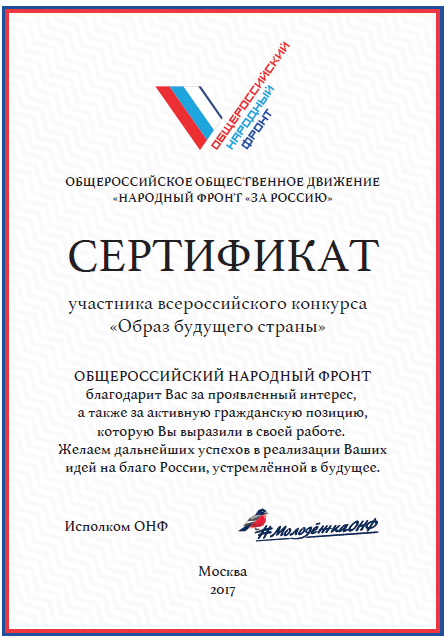 ОБЩЕРОССИЙСКИЙ
НАРОДНЫЙ
ФРОНТ
ОБЩЕРОССИЙСКОЕ ОБЩЕСТВЕННОЕ ДВИЖЕНИЕ
«НАРОДНЫЙ ФРОНТ «ЗА РОССИЮ»
СЕРТИФИКАТ
участника всероссийского конкурса
«Образ будущего страны»
ОБЩЕРОССИЙСКИЙ НАРОДНЫЙ ФРОНТ
благодарит Вас за проявленный интерес,
а также за активную гражданскую позицию,
которую Вы выразили в своей работе.
Желаем дальнейших успехов в реализации Ваших
идей на благо России, устремлённой в будущее.
Исполком ОНФ
#МолодёжкаОНФ
Москва
2017